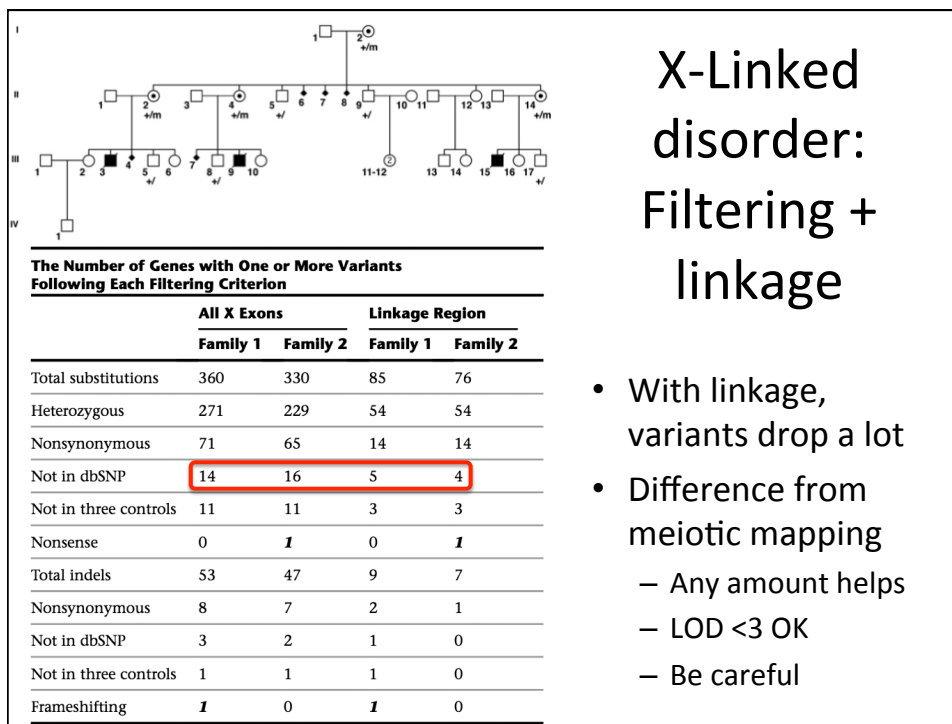 I
1 2
+/m
II
1 2 3 4 5 6 7 8 9 10 11 12 13 14
+/m +/m +/ +/ +/m
III
1 2 3 4 5 6 7 8 9 10 2 13 14 15 16 17
+/ +/ 11-12 +/
IV
1
The Number of Genes with One or More Variants
Following Each Filtering Criterion
All X Exons Linkage Region
Family 1 Family 2 Family 1 Family 2
Total substitutions 360 330 85 76
Heterozygous 271 229 54 54
Nonsynonymous 71 65 14 14
Not in dbSNP 14 16 5 4
Not in three controls 11 11 3 3
Nonsense 0 1 0 1
Total indels 53 47 9 7
Nonsynonymous 8 7 2 1
Not in dbSNP 3 2 1 0
Not in three controls 1 1 1 0
Frameshifting 1 0 1 0
X-Linked
disorder:
Filtering +
linkage
• With linkage,
variants drop a lot
• Difference from
meiotic mapping
– Any amount helps
– LOD <3 OK
– Be careful